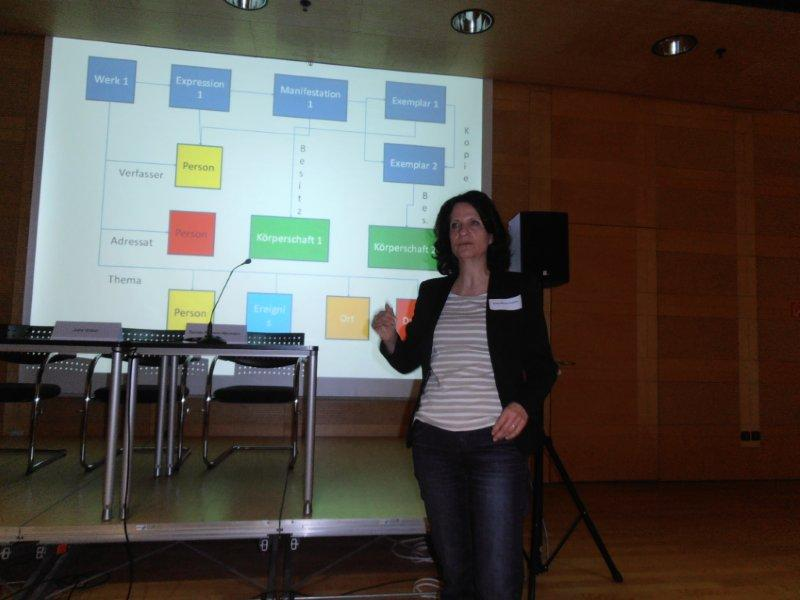 Werk 1
Expression
1
Manifestation
1
Exemplar 1
Exemplar 2
Kopie
Verfasser
Person
Besitz
Bes.
Adressat
Person
Körperschaft 1
Körperschaft 2
Thema
Person
Ereigni
s
Ort